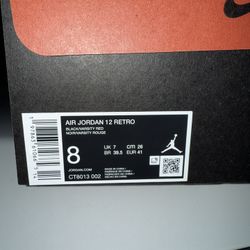 AIR JORDAN 12 RETRO
BLACK/VARSITY RED
NOIR/VARSITY ROUGE
8
UK 7 CM 26
BR 39.5 EUR 41
JORDAN.COM
CT8013 002